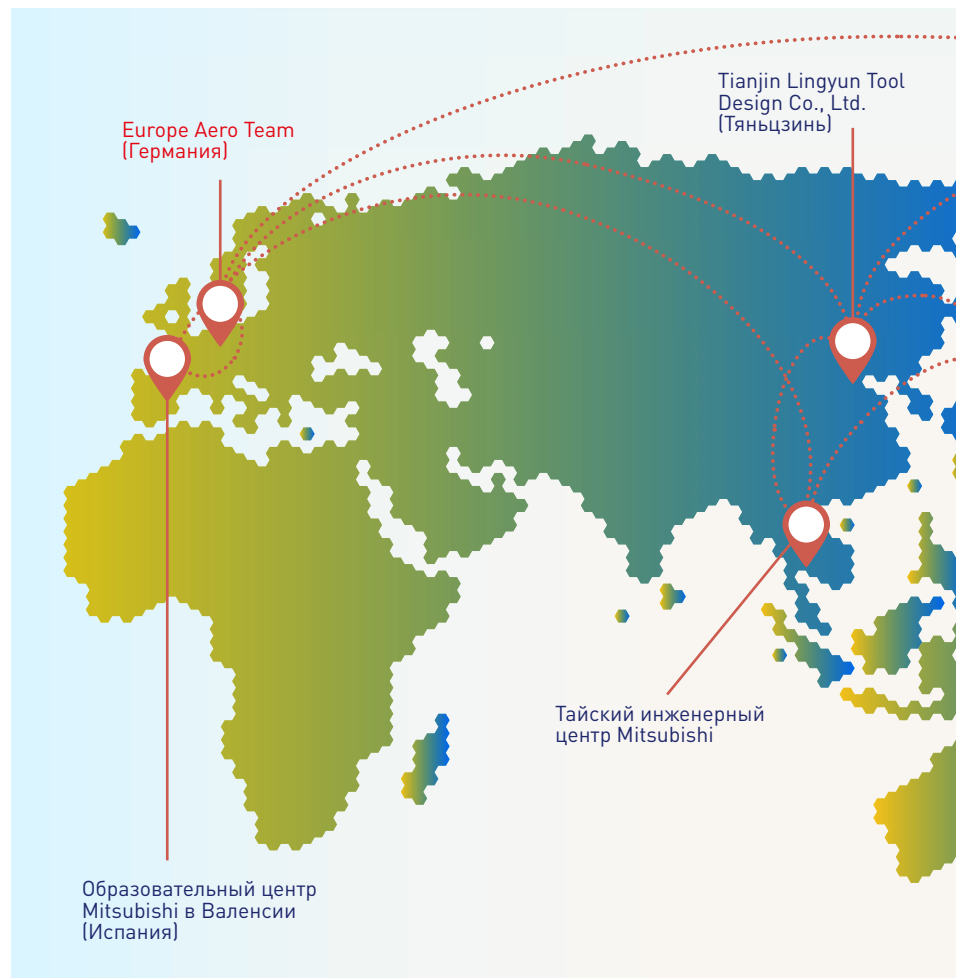 Tianjin Lingyun Tool
Design Co., Ltd.
(Тяньцзинь)
Europe Aero Team
(Германия)
Тайский инженерный
центр Mitsubishi
Образовательный центр
Mitsubishi в Валенсии
(Испания)